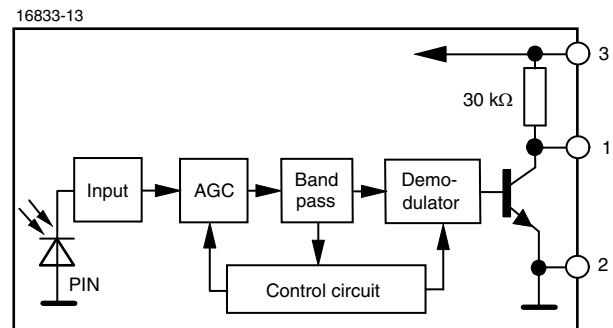 16833-13
3
30 kΩ
1
Input
AGC
Band
pass
Demo-
dulator
PIN
Control circuit
2